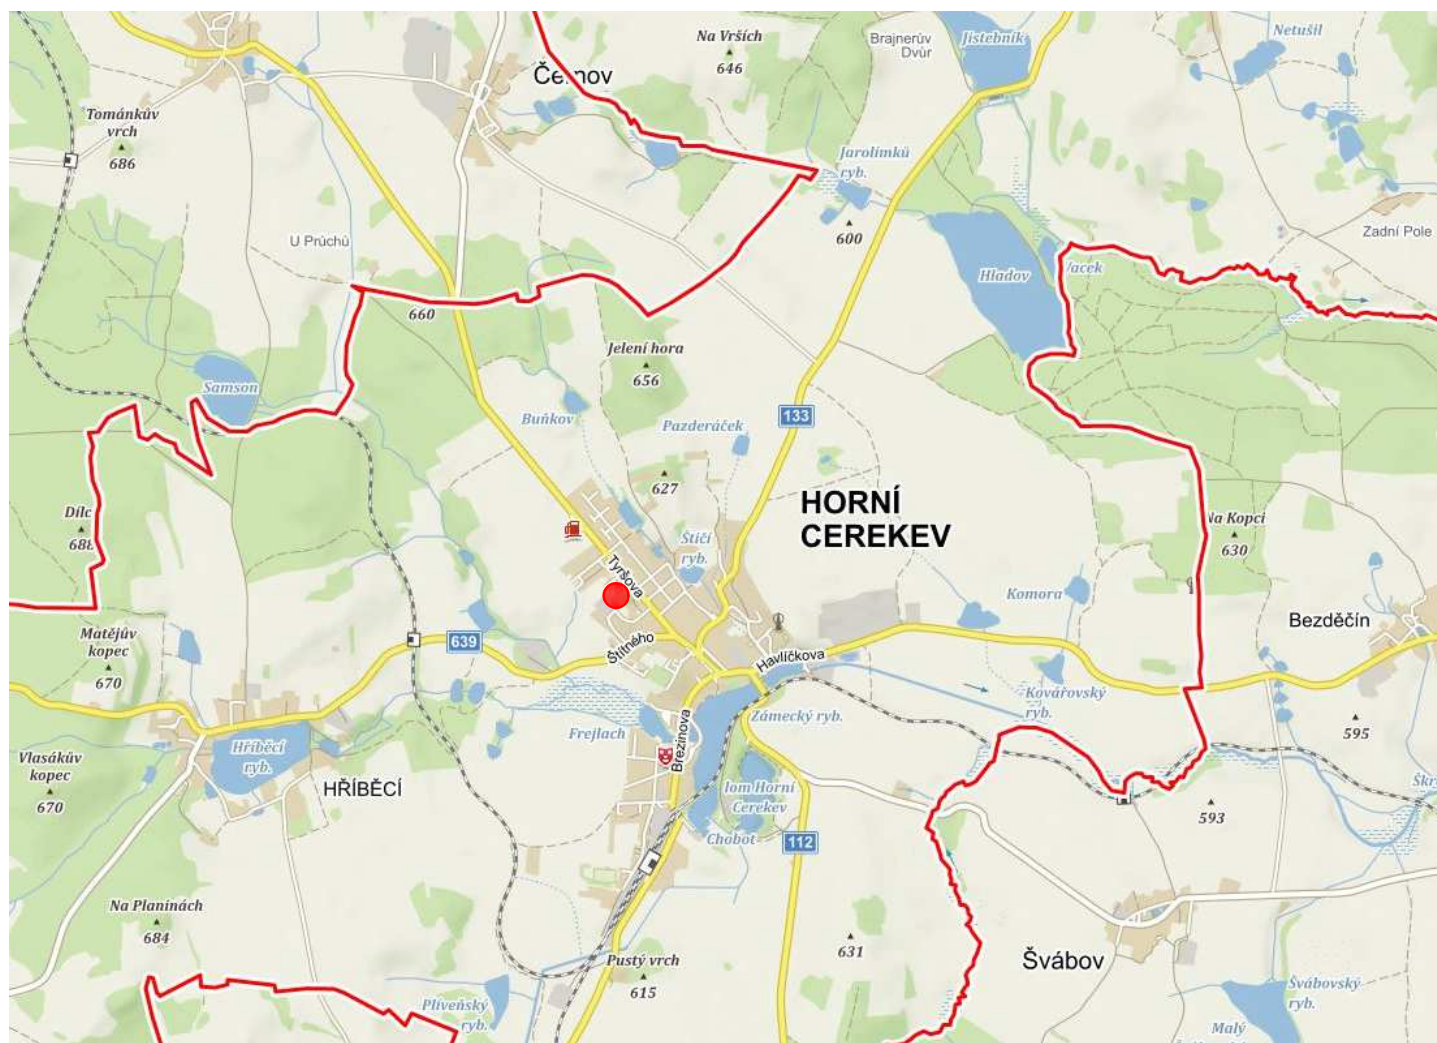 Na Vrších
646
Brajnerův
Dvůr
Jistebník
Netušil
Černov
Tománkův
vrch
686
Jarolímků
ryb.
600
U Průchů
Zadní Pole
Hladov
Vacek
660
Jelení hora
656
Samson
Buňkov
Pazderáček
133
627
HORNÍ
CEREKEV
Na Kopci
630
Štičí
ryb.
Tyršova
Komora
Bezděčín
Matějův
kopec
670
639
Štítného
Havlíčkova
Kovářovský
ryb.
595
Zámecký ryb.
Frejlach
Březinova
Hříběcí
ryb.
Vlasákův
kopec
670
HŘÍBĚCÍ
lom Horní
Cerekev
593
Chobot
112
Na Planinách
684
631
Švábov
Pustý vrch
615
Plíveňský
ryb.
Švábovský
ryb.
Malý